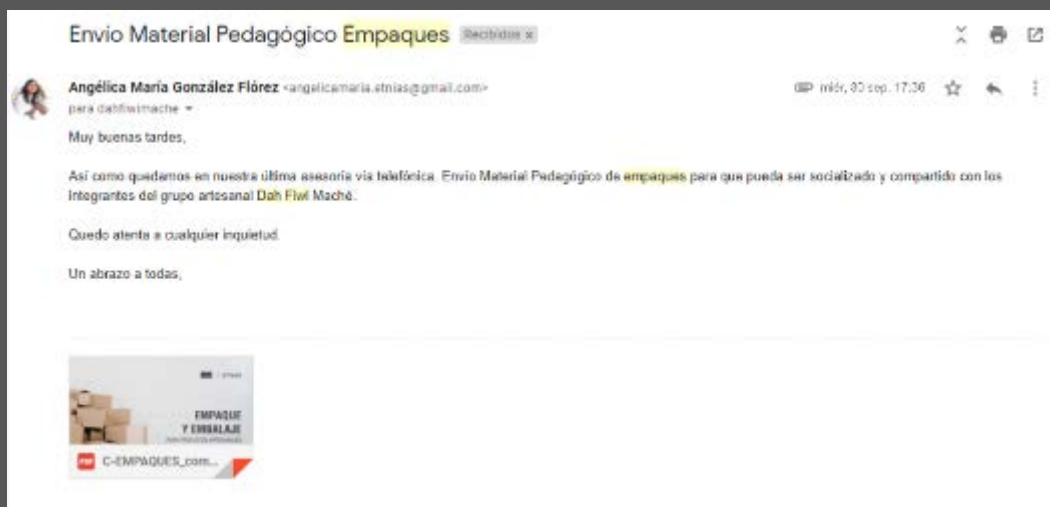 Envio Material Pedagógico Empaques Recibidos x
Angélica María González Flórez <angelicamaria.etnias@gmail.com>
mié, 30 sep. 17:36
para dahfiwimache
Muy buenas tardes,
Así como quedamos en nuestra última asesoría vía telefónica. Envio Material Pedagógico de empaques para que pueda ser socializado y compartido con los
integrantes del grupo artesanal Dah Fiwi Maché.
Quedo atenta a cualquier inquietud.
Un abrazo a todas,
EMPAQUE
Y EMBALAJE
PDF C-EMPAQUES_com...